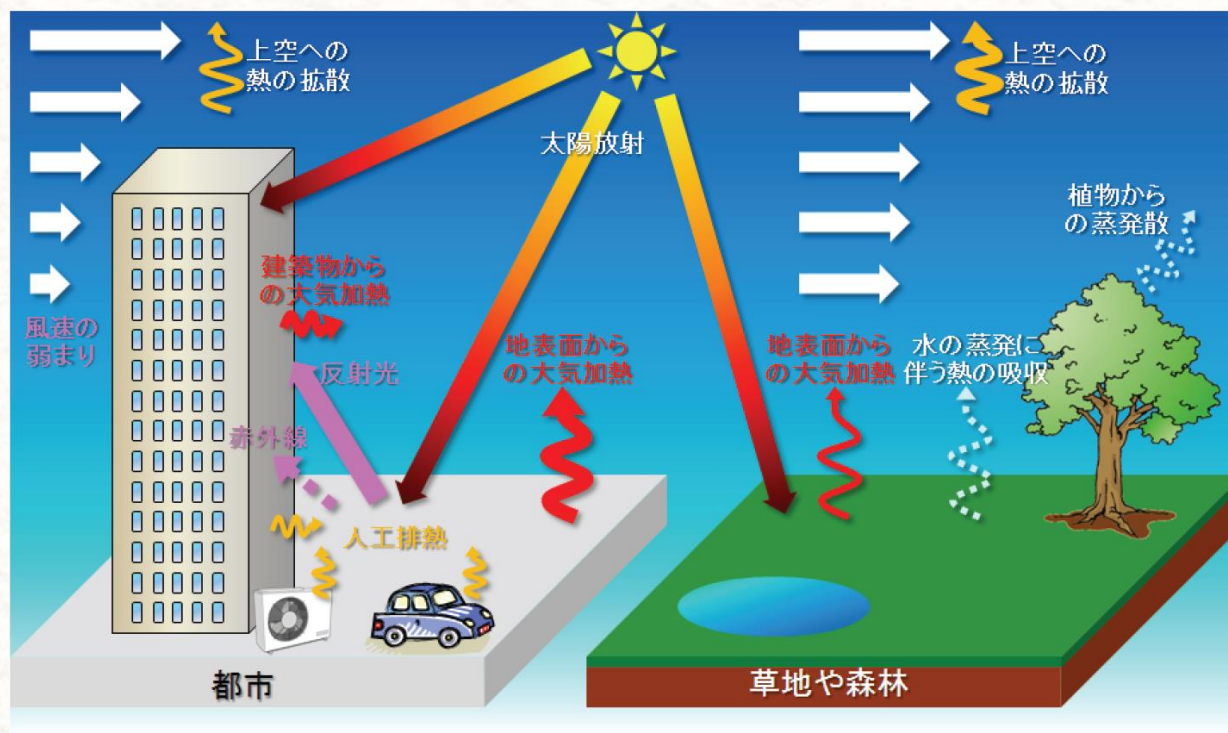 上空への
熱の拡散
太陽放射
上空への
熱の拡散
植物から
の蒸発散
建築物から
の大気加熱
風速の
弱まり
反射光
地表面から
の大気加熱
地表面から
の大気加熱
水の蒸発に
伴う熱の吸収
赤外線
人工排熱
都市
草地や森林